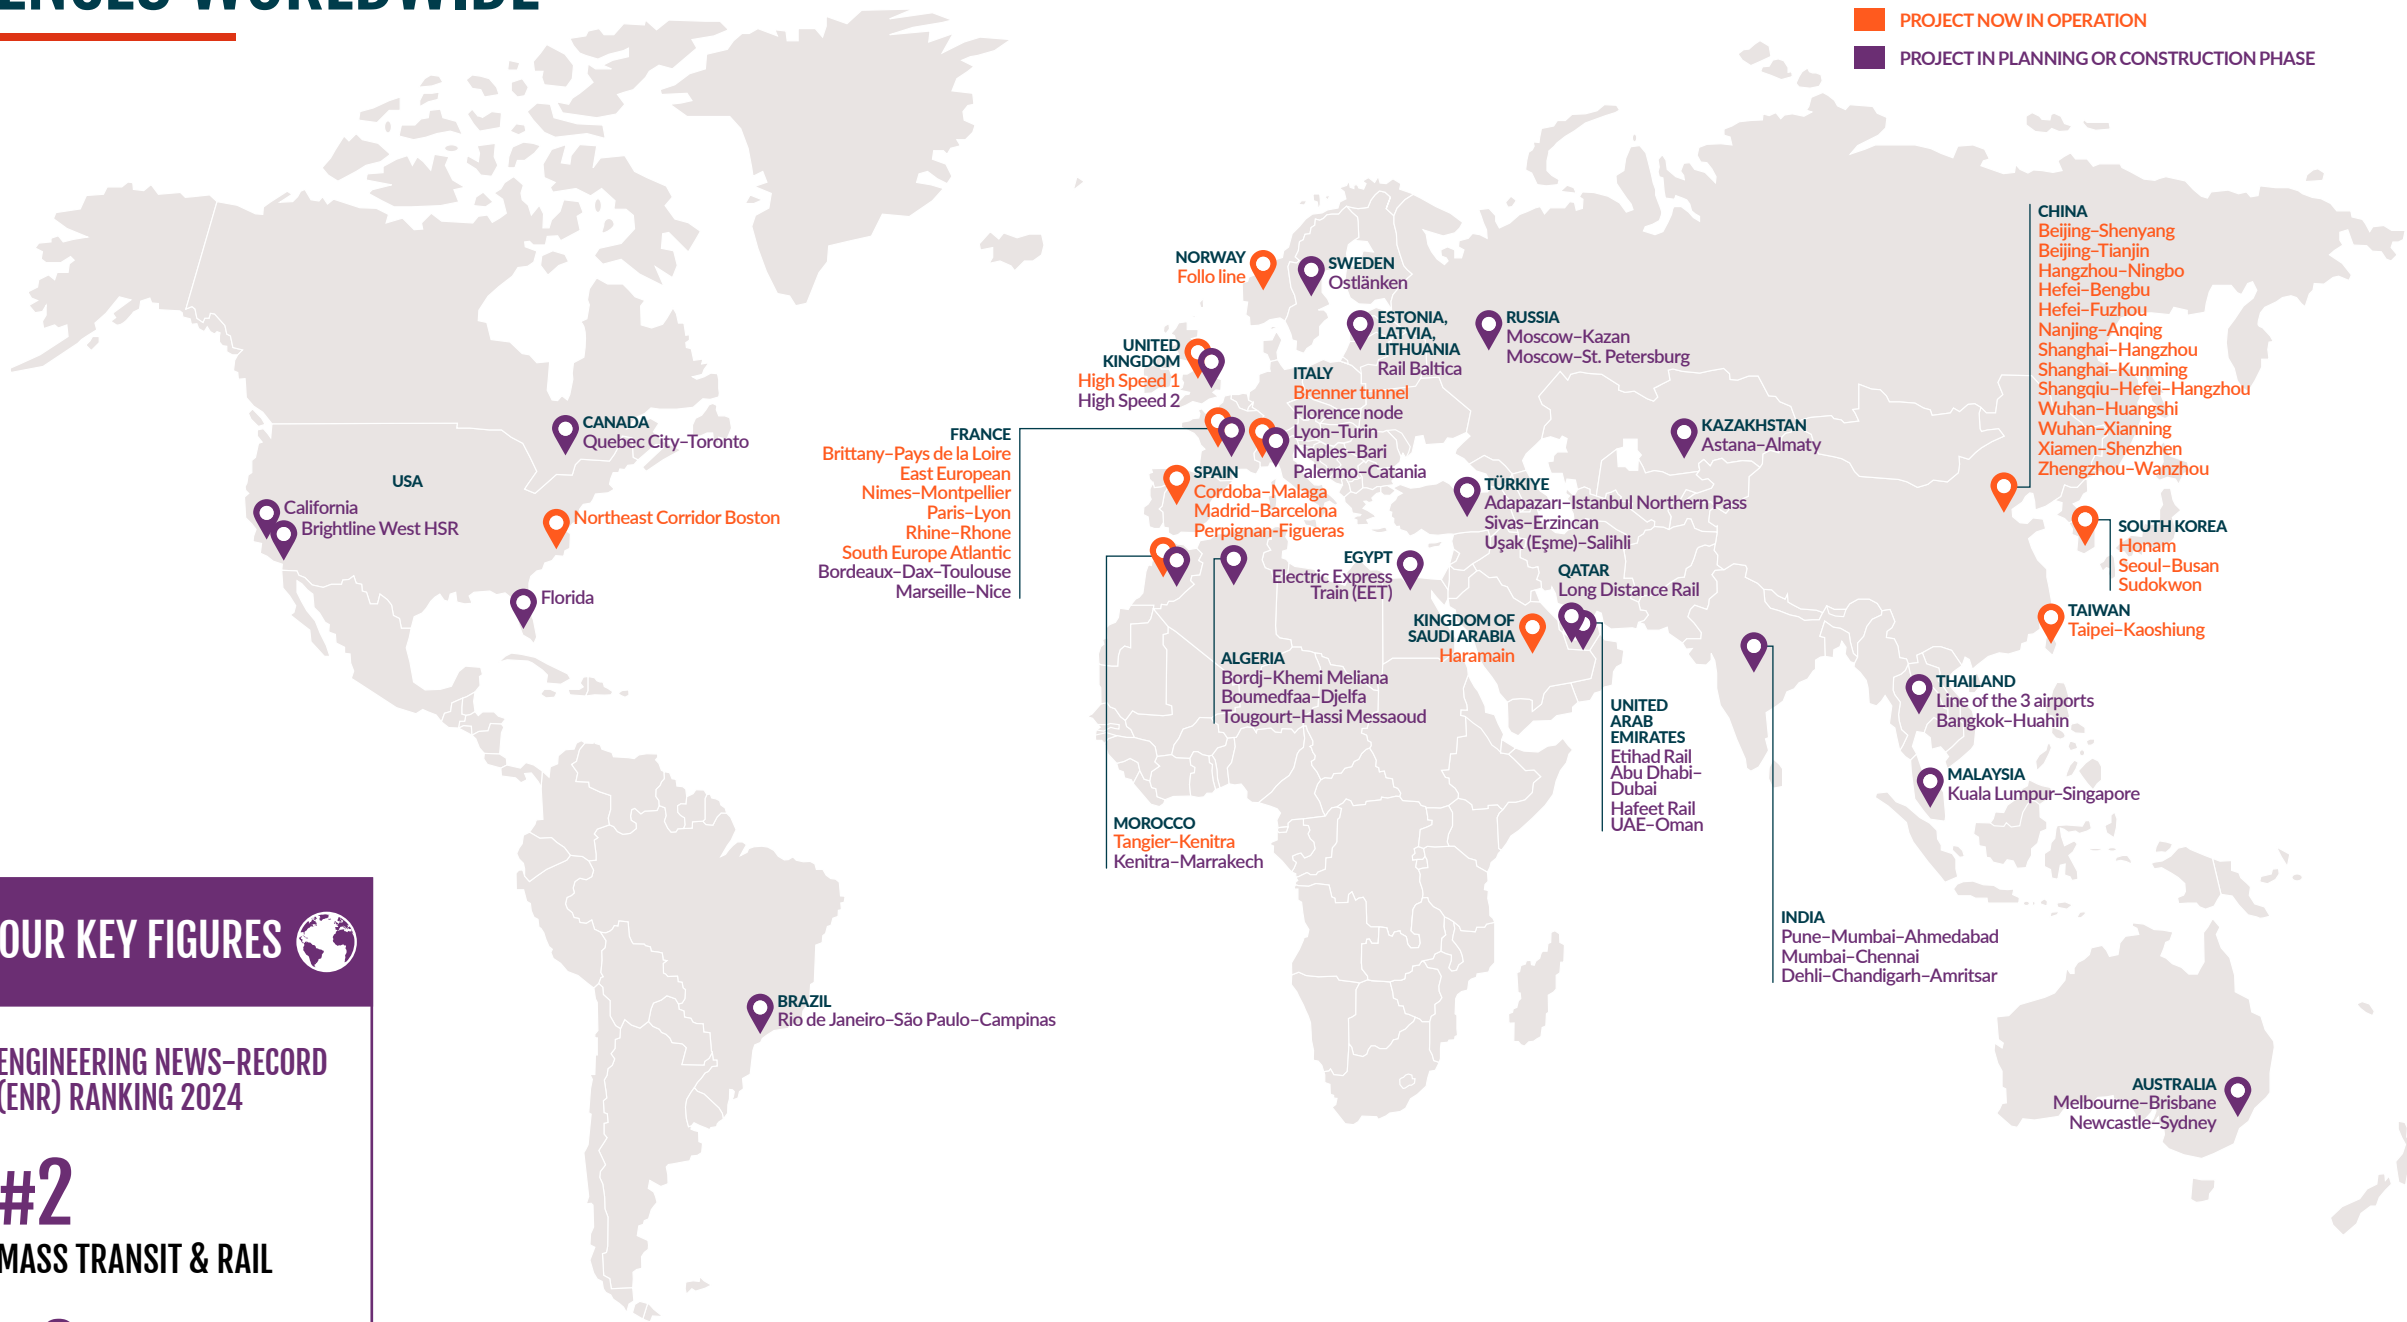 PROJECT NOW IN OPERATION
PROJECT IN PLANNING OR CONSTRUCTION PHASE
CANADA
Quebec City–Toronto
USA
California
Brightline West HSR
Northeast Corridor Boston
Florida
BRAZIL
Rio de Janeiro–São Paulo–Campinas
NORWAY
Follo line
SWEDEN
Ostlänken
ESTONIA,
LATVIA,
LITHUANIA
Rail Baltica
RUSSIA
Moscow–Kazan
Moscow–St. Petersburg
UNITED
KINGDOM
High Speed 1
High Speed 2
ITALY
Brenner tunnel
Florence node
Lyon–Turin
Naples–Bari
Palermo–Catania
FRANCE
Brittany–Pays de la Loire
East European
Nimes–Montpellier
Paris–Lyon
Rhine–Rhone
South Europe Atlantic
Bordeaux–Dax–Toulouse
Marseille–Nice
SPAIN
Cordoba–Malaga
Madrid–Barcelona
Perpignan-Figueras
KAZAKHSTAN
Astana–Almaty
TÜRKIYE
Adapazarı–Istanbul Northern Pass
Sivas–Erzincan
Uşak (Eşme)–Salihli
EGYPT
Electric Express
Train (EET)
QATAR
Long Distance Rail
KINGDOM OF
SAUDI ARABIA
Haramain
ALGERIA
Bordj–Khemi Meliana
Boumedfaa–Djelfa
Tougourt–Hassi Messaoud
UNITED
ARAB
EMIRATES
Etihad Rail
Abu Dhabi–
Dubai
Hafeet Rail
UAE–Oman
MOROCCO
Tangier–Kenitra
Kenitra–Marrakech
CHINA
Beijing–Shenyang
Beijing–Tianjin
Hangzhou–Ningbo
Hefei–Bengbu
Hefei–Fuzhou
Nanjing–Anqing
Shanghai–Hangzhou
Shanghai–Kunming
Shangqiu–Hefei–Hangzhou
Wuhan–Huangshi
Wuhan–Xianning
Xiamen–Shenzhen
Zhengzhou–Wanzhou
SOUTH KOREA
Honam
Seoul–Busan
Sudokwon
TAIWAN
Taipei–Kaoshiung
THAILAND
Line of the 3 airports
Bangkok–Huahin
MALAYSIA
Kuala Lumpur–Singapore
INDIA
Pune–Mumbai–Ahmedabad
Mumbai–Chennai
Dehli–Chandigarh–Amritsar
AUSTRALIA
Melbourne–Brisbane
Newcastle–Sydney
OUR KEY FIGURES
ENGINEERING NEWS-RECORD
(ENR) RANKING 2024
#2
MASS TRANSIT & RAIL